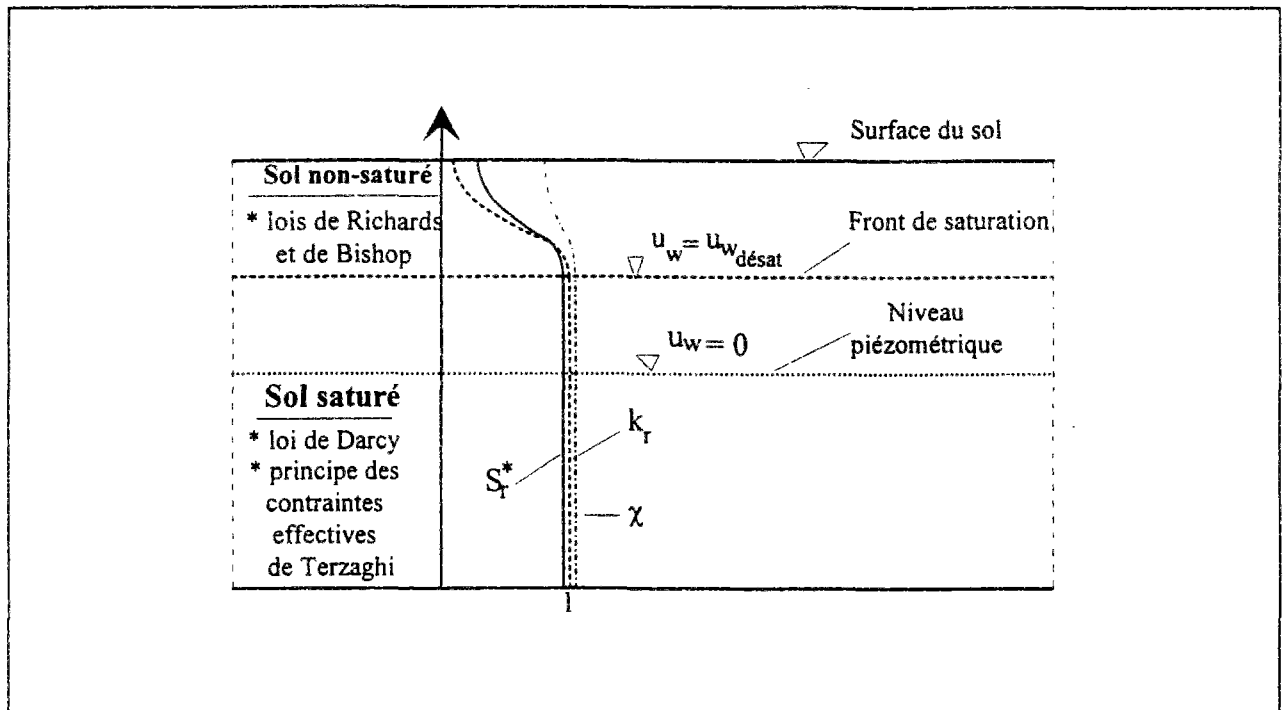 Surface du sol
Sol non-saturé
* lois de Richards
et de Bishop
Front de saturation
u_w = u_w désat
Niveau
piézométrique
u_w = 0
Sol saturé
* loi de Darcy
* principe des
contraintes
effectives
de Terzaghi
k_r
S_r^*
χ
1